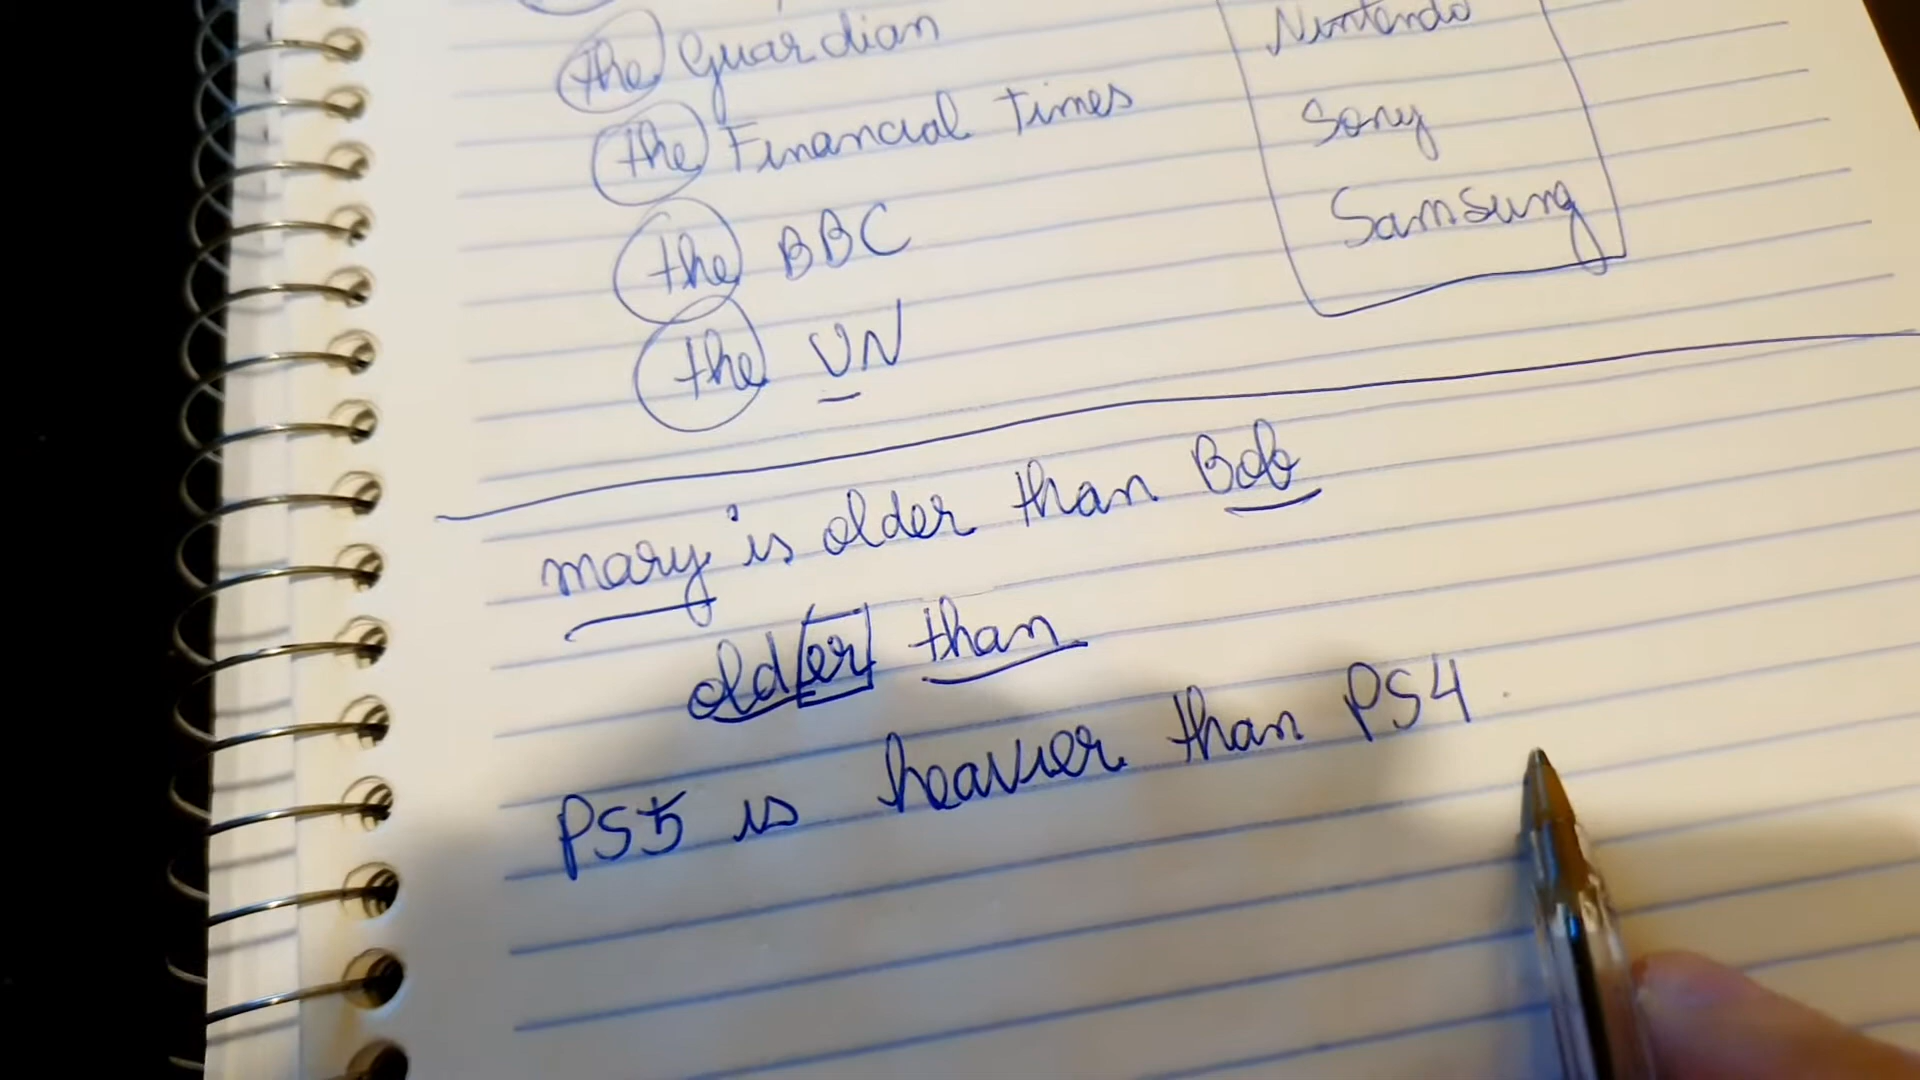 the Guardian
the Financial Times
the BBC
the UN
Nintendo
Sony
Samsung
mary is older than Bob
older than
PS5 is heavier than PS4.